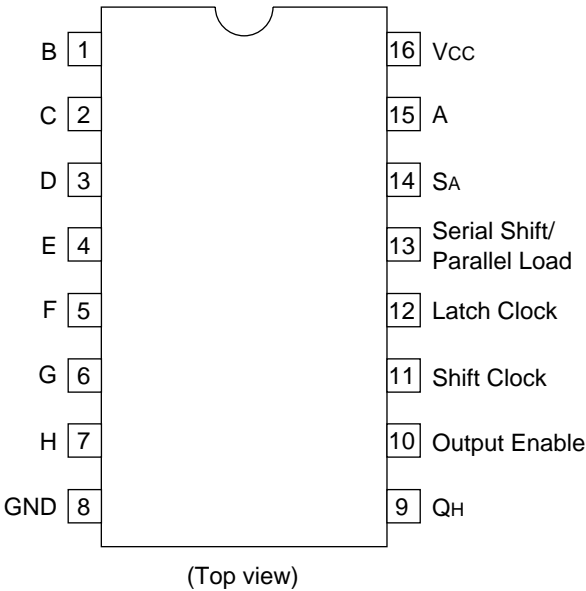 B 1 16 VCC
C 2 15 A
D 3 14 SA
E 4 13 Serial Shift/
Parallel Load
F 5 12 Latch Clock
G 6 11 Shift Clock
H 7 10 Output Enable
GND 8 9 QH
(Top view)